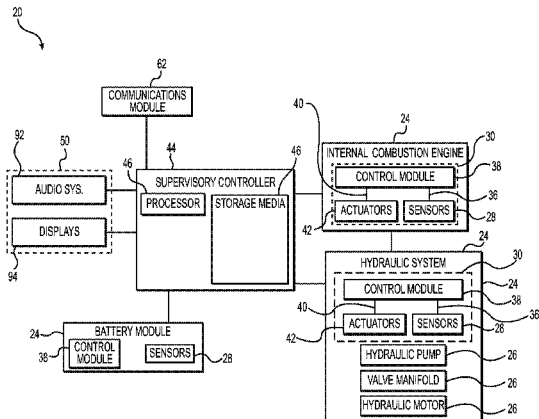 20
62
COMMUNICATIONS
MODULE
92
50
AUDIO SYS.
DISPLAYS
94
44
46
46
SUPERVISORY CONTROLLER
PROCESSOR
STORAGE MEDIA
24
40
30
INTERNAL COMBUSTION ENGINE
CONTROL MODULE
38
36
42
ACTUATORS
SENSORS
28
24
HYDRAULIC SYSTEM
30
24
CONTROL MODULE
38
40
36
42
ACTUATORS
SENSORS
28
HYDRAULIC PUMP
26
VALVE MANIFOLD
26
HYDRAULIC MOTOR
26
24
BATTERY MODULE
38
CONTROL
MODULE
SENSORS
28